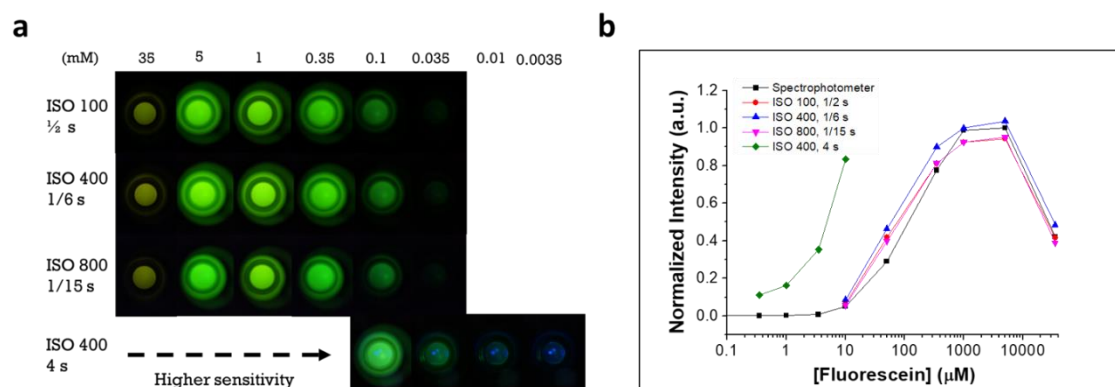 a
(mM) 35 5 1 0.35 0.1 0.035 0.01 0.0035
ISO 100
½ s
ISO 400
1/6 s
ISO 800
1/15 s
ISO 400
4 s
Higher sensitivity
b
Normalized Intensity (a.u.)
1.2
1.0
0.8
0.6
0.4
0.2
0.0
Spectrophotometer
ISO 100, 1/2 s
ISO 400, 1/6 s
ISO 800, 1/15 s
ISO 400, 4 s
0.1 1 10 100 1000 10000
[Fluorescein] (μM)